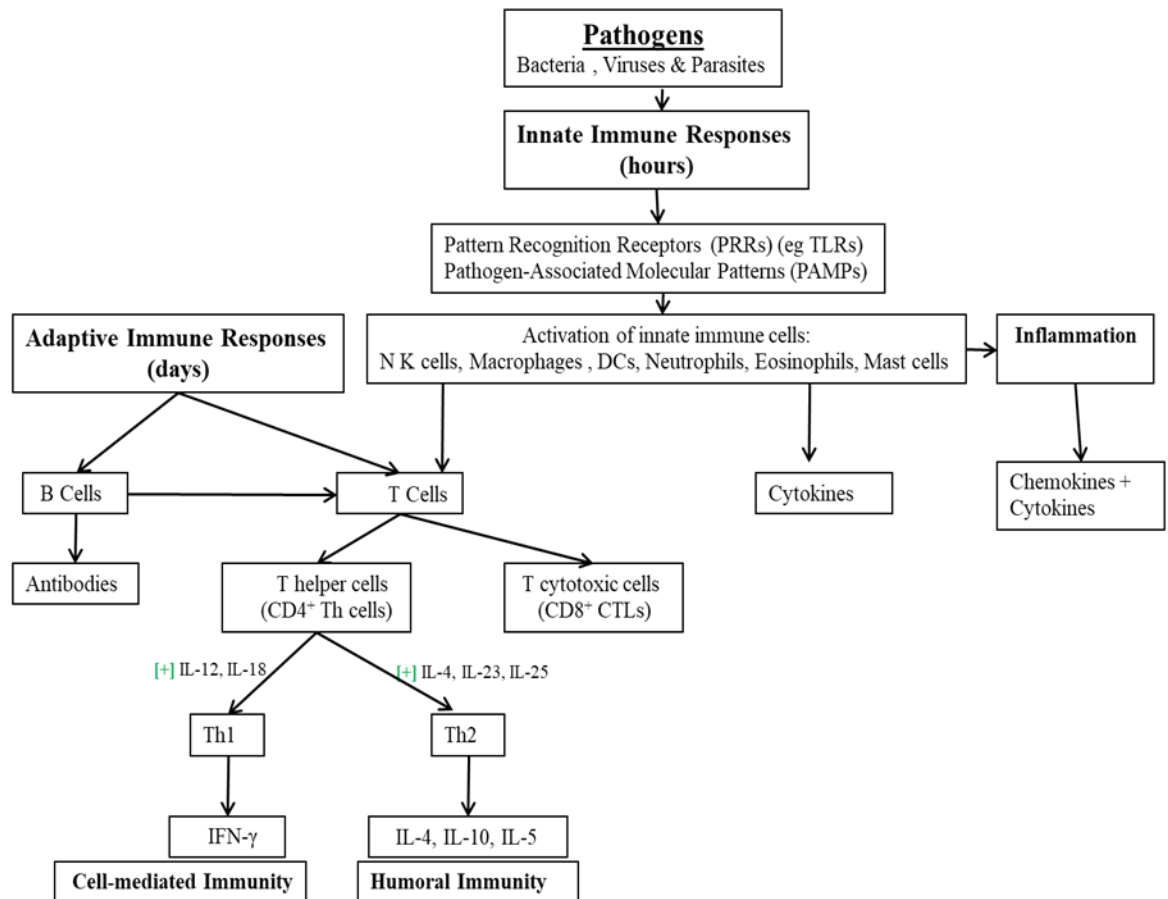 Pathogens
Bacteria , Viruses & Parasites
Innate Immune Responses
(hours)
Pattern Recognition Receptors (PRRs) (eg TLRs)
Pathogen-Associated Molecular Patterns (PAMPs)
Adaptive Immune Responses
(days)
Activation of innate immune cells:
N K cells, Macrophages , DCs, Neutrophils, Eosinophils, Mast cells
Inflammation
B Cells
T Cells
Cytokines
Chemokines +
Cytokines
Antibodies
T helper cells
(CD4⁺ Th cells)
T cytotoxic cells
(CD8⁺ CTLs)
[+] IL-12, IL-18
[+] IL-4, IL-23, IL-25
Th1
Th2
IFN-γ
IL-4, IL-10, IL-5
Cell-mediated Immunity
Humoral Immunity